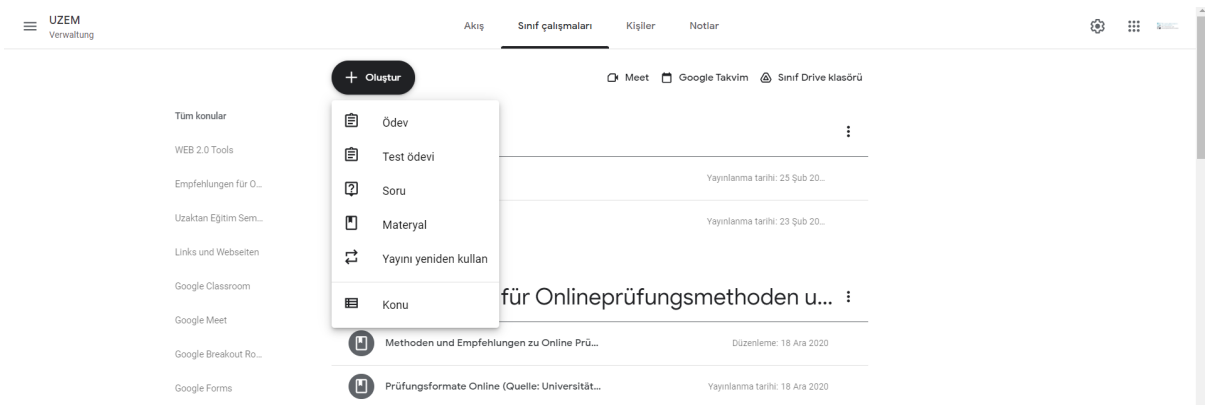 UZEM
Verwaltung
Akış Sınıf çalışmaları Kişiler Notlar
Oluştur
Meet Google Takvim Sınıf Drive klasörü
Tüm konular
WEB 2.0 Tools
Empfehlungen für O...
Uzaktan Eğitim Sem...
Links und Webseiten
Google Classroom
Google Meet
Google Breakout Ro...
Google Forms
Ödev
Test ödevi
Soru
Materyal
Yayını yeniden kullan
Konu
Yayınlanma tarihi: 25 Şub 20...
Yayınlanma tarihi: 23 Şub 20...
für Onlineprüfungsmethoden u...
Methoden und Empfehlungen zu Online Prü... Düzenleme: 18 Ara 2020
Prüfungsformate Online (Quelle: Universität... Yayınlanma tarihi: 18 Ara 2020